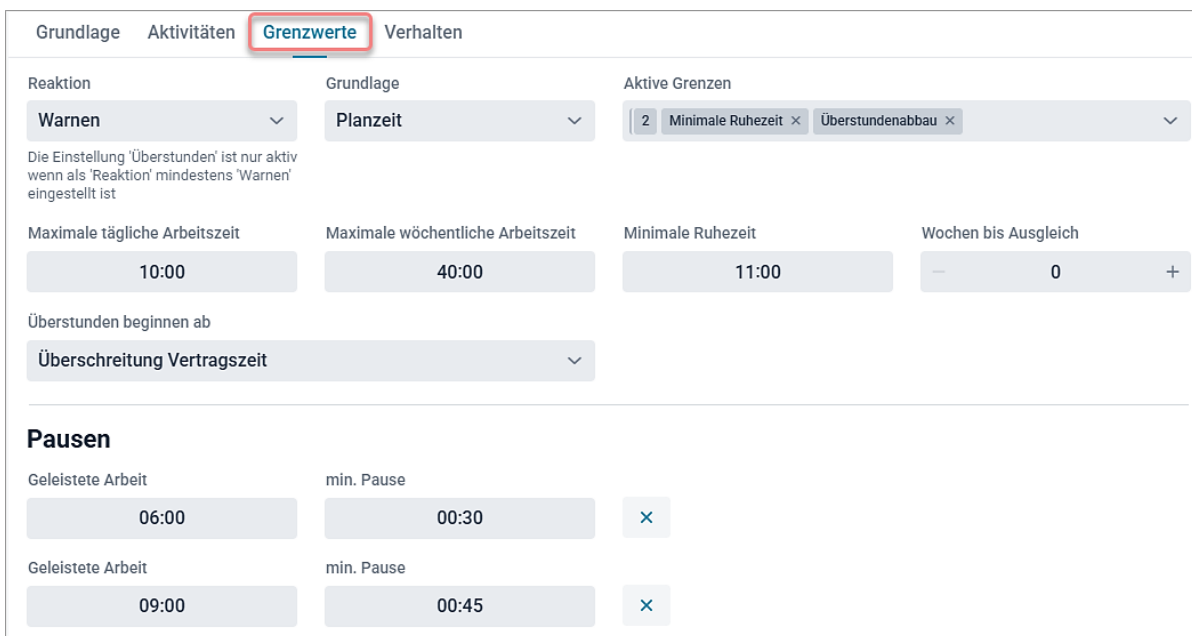 Grundlage Aktivitäten Grenzwerte Verhalten
Reaktion Grundlage Aktive Grenzen
Warnen Planzeit 2 Minimale Ruhezeit × Überstundenabbau ×
Die Einstellung 'Überstunden' ist nur aktiv
wenn als 'Reaktion' mindestens 'Warnen'
eingestellt ist
Maximale tägliche Arbeitszeit Maximale wöchentliche Arbeitszeit Minimale Ruhezeit Wochen bis Ausgleich
10:00 40:00 11:00 − 0 +
Überstunden beginnen ab
Überschreitung Vertragszeit
Pausen
Geleistete Arbeit min. Pause
06:00 00:30 ×
Geleistete Arbeit min. Pause
09:00 00:45 ×